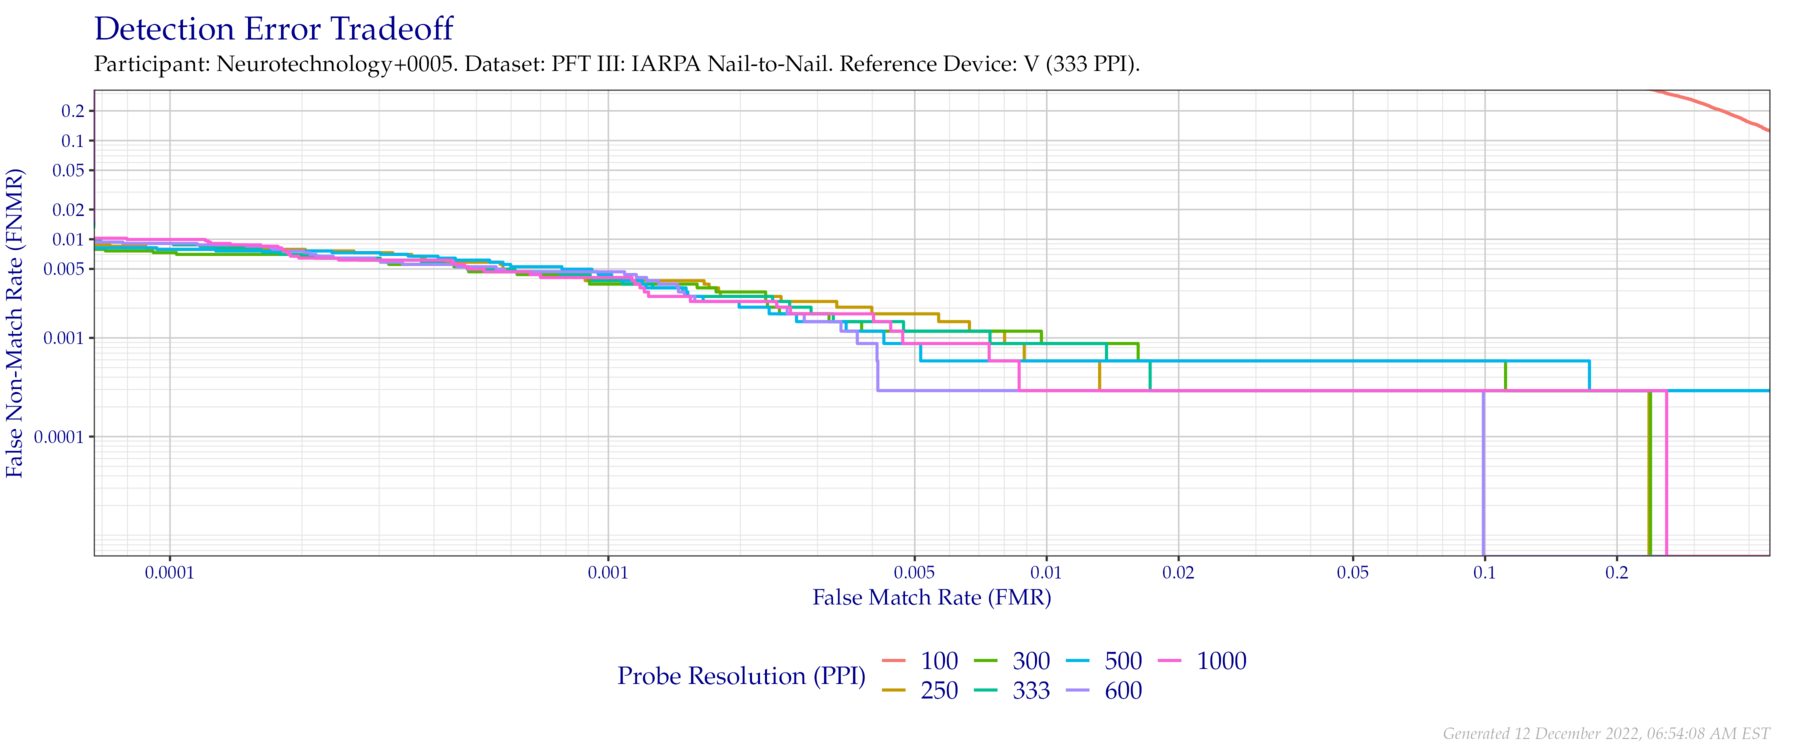 Detection Error Tradeoff
Participant: Neurotechnology+0005. Dataset: PFT III: IARPA Nail-to-Nail. Reference Device: V (333 PPI).
False Non-Match Rate (FNMR)
0.2
0.1
0.05
0.02
0.01
0.005
0.001
0.0001
0.0001 0.001 0.005 0.01 0.02 0.05 0.1 0.2
False Match Rate (FMR)
Probe Resolution (PPI)
100 300 500 1000
250 333 600
Generated 12 December 2022, 06:54:08 AM EST